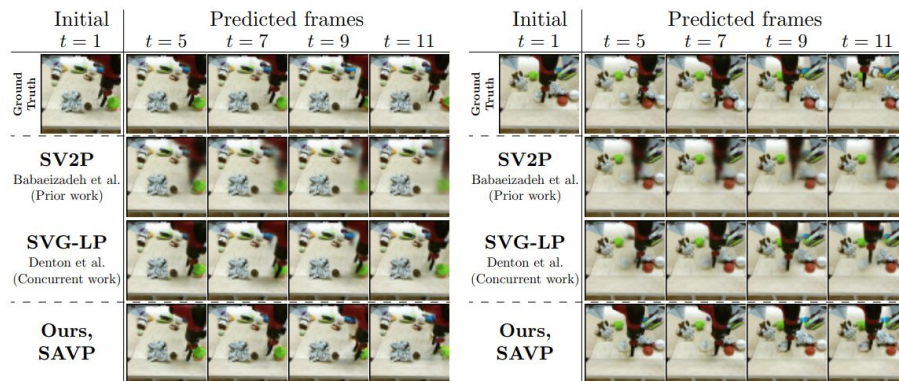 Initial Predicted frames
t = 1 t = 5 t = 7 t = 9 t = 11
Ground
Truth
SV2P
Babaeizadeh et al.
(Prior work)
SVG-LP
Denton et al.
(Concurrent work)
Ours,
SAVP
Initial Predicted frames
t = 1 t = 5 t = 7 t = 9 t = 11
Ground
Truth
SV2P
Babaeizadeh et al.
(Prior work)
SVG-LP
Denton et al.
(Concurrent work)
Ours,
SAVP